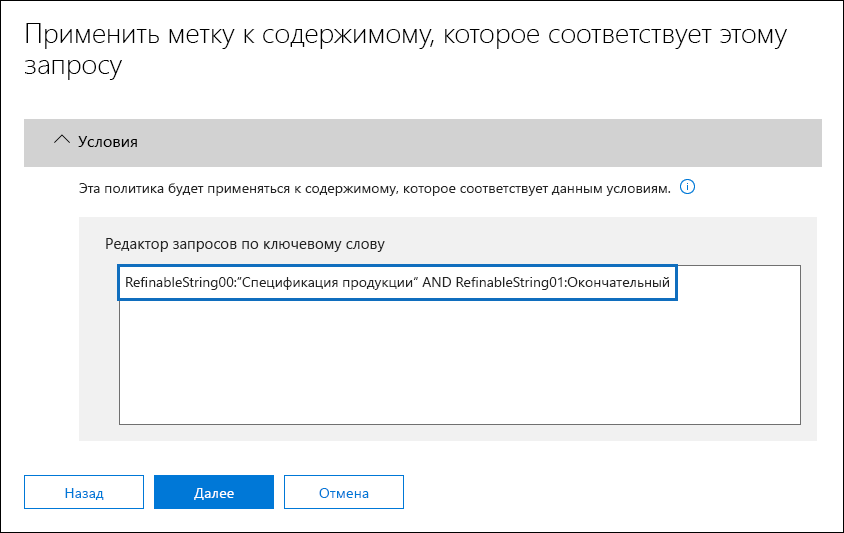 Применить метку к содержимому, которое соответствует этому
запросу
Условия
Эта политика будет применяться к содержимому, которое соответствует данным условиям.
Редактор запросов по ключевому слову
RefinableString00:"Спецификация продукции" AND RefinableString01:Окончательный
Назад
Далее
Отмена